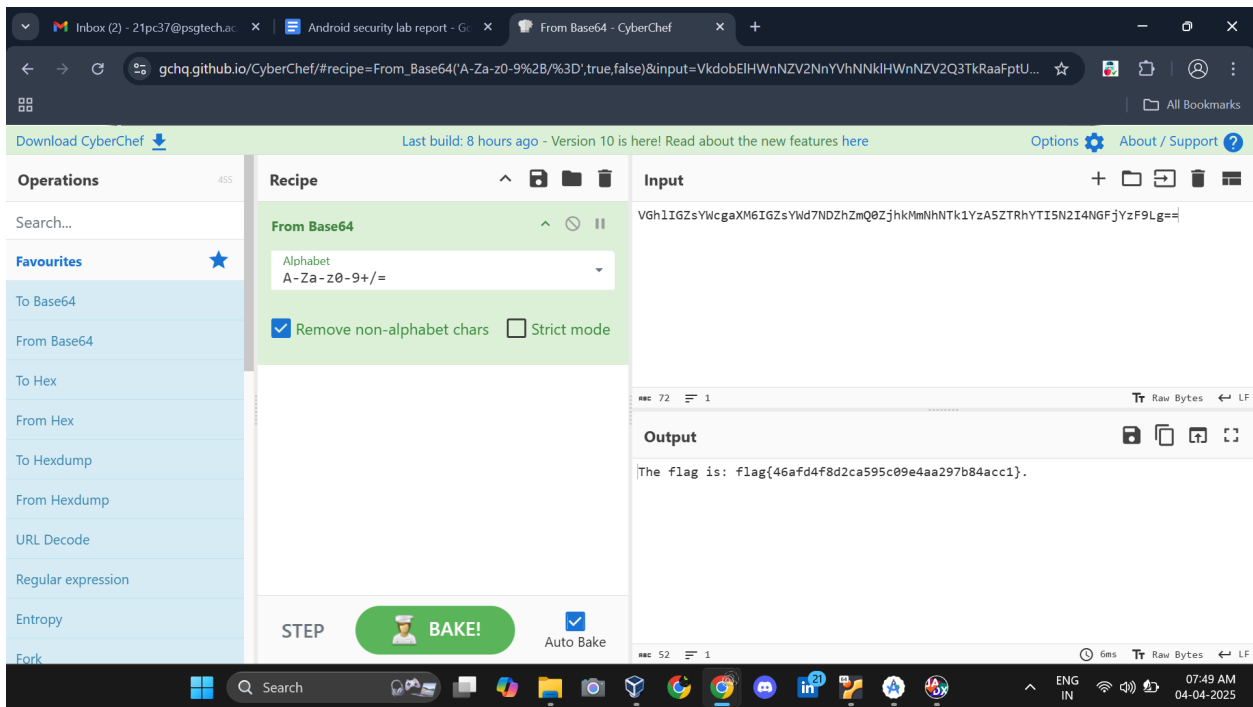 Inbox (2) - 21pc37@psgtech.ac
Android security lab report - Go
From Base64 - CyberChef
gchq.github.io/CyberChef/#recipe=From_Base64('A-Za-z0-9%2B/%3D',true,false)&input=VkdobElHWnNZV2NnYVhNNklHWnNZV2Q3TkRaaFptU...
All Bookmarks
Download CyberChef
Last build: 8 hours ago - Version 10 is here! Read about the new features here
Options
About / Support
Operations
455
Recipe
Input
Search...
From Base64
VGhlIGZsYWcgaXM6IGZsYWd7NDZhZmQ0ZjhkMmNhNTk1YzA5ZTRhYTI5N2I4NGFjYzF9Lg==
Favourites
Alphabet
A-Za-z0-9+/=
To Base64
From Base64
To Hex
From Hex
To Hexdump
From Hexdump
URL Decode
Regular expression
Entropy
Fork
Remove non-alphabet chars
Strict mode
ABC 72 1
Tт Raw Bytes LF
Output
The flag is: flag{46afd4f8d2ca595c09e4aa297b84acc1}.
STEP
BAKE!
Auto Bake
ABC 52 1
6ms Tт Raw Bytes LF
Search
21
ENG
IN
07:49 AM
04-04-2025